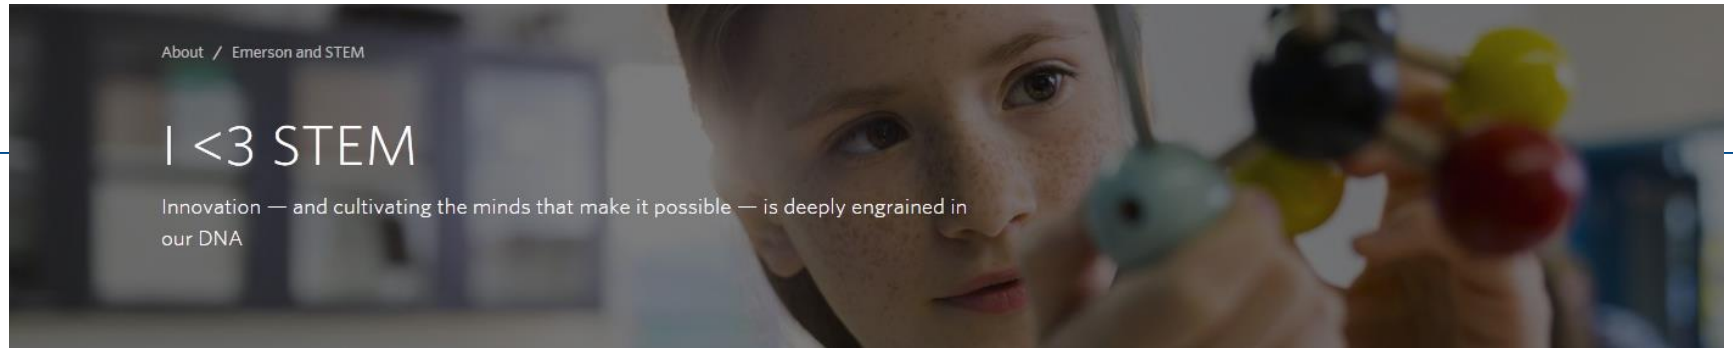 About / Emerson and STEM
I <3 STEM
Innovation — and cultivating the minds that make it possible — is deeply engrained in
our DNA